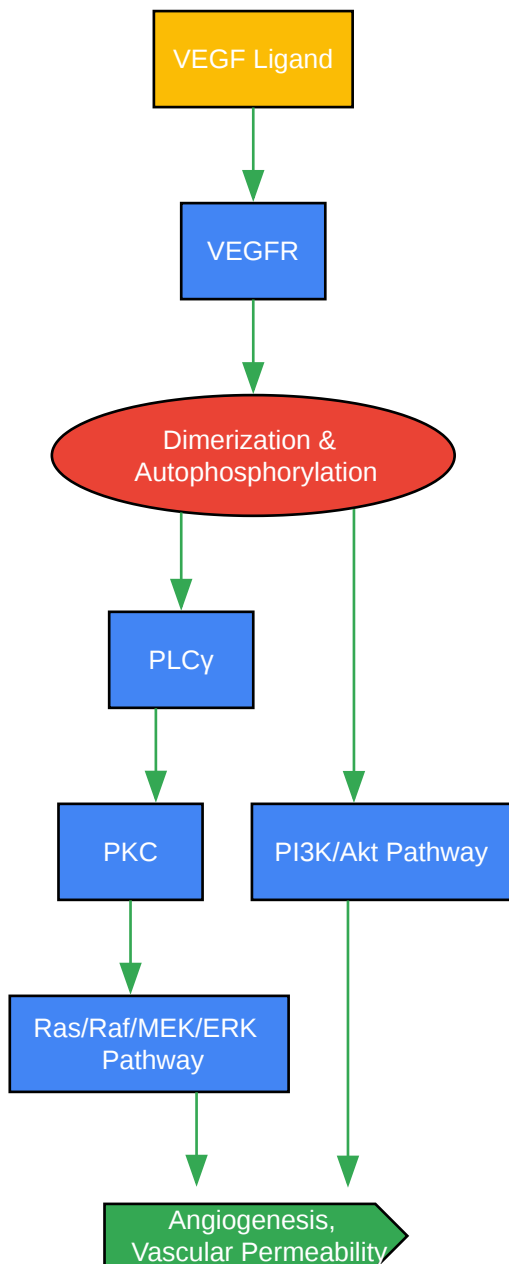 VEGF Ligand
VEGFR
Dimerization &
Autophosphorylation
PLCγ
PKC
PI3K/Akt Pathway
Ras/Raf/MEK/ERK
Pathway
Angiogenesis,
Vascular Permeability